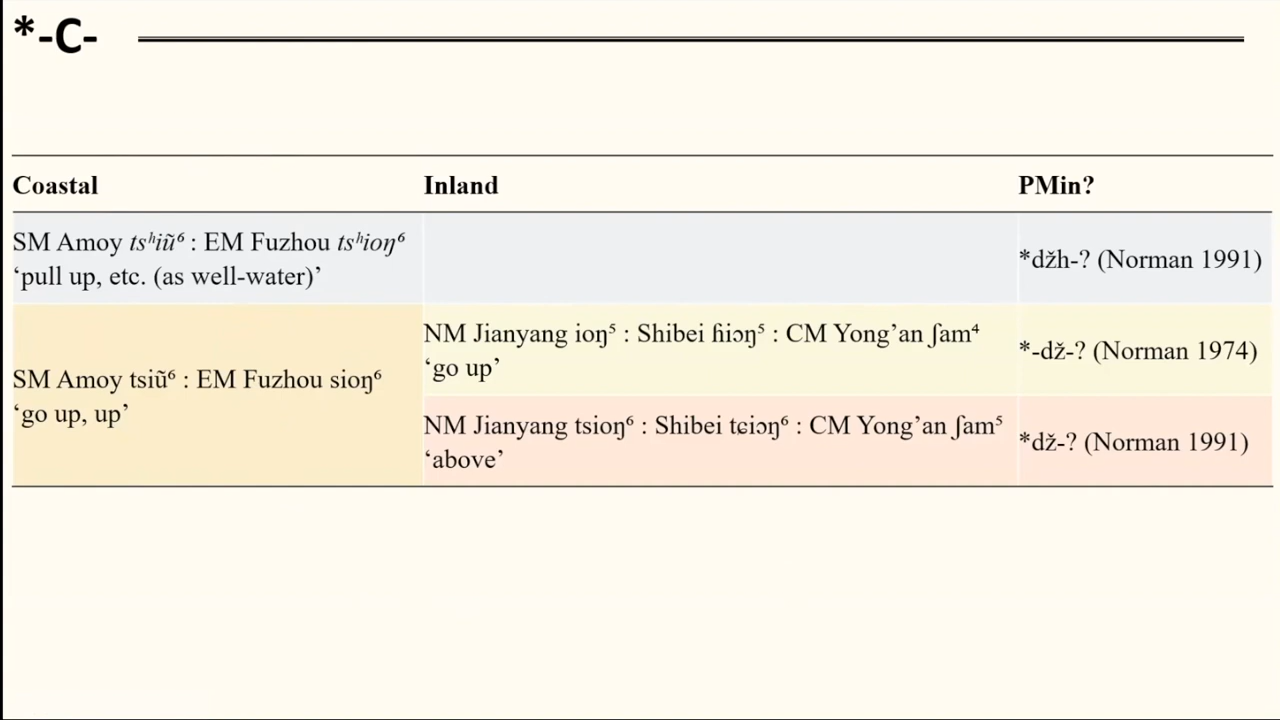 *-C-
Coastal Inland PMin?
SM Amoy tsʰiũ⁶ : EM Fuzhou tsʰioŋ⁶
‘pull up, etc. (as well-water)’
*džh-? (Norman 1991)
SM Amoy tsiũ⁶ : EM Fuzhou sioŋ⁶
‘go up, up’
NM Jianyang ioŋ⁵ : Shibei ɦiɔŋ⁵ : CM Yong’an ʃam⁴
‘go up’
*-dž-? (Norman 1974)
NM Jianyang tsioŋ⁶ : Shibei tɕiɔŋ⁶ : CM Yong’an ʃam⁵
‘above’
*dž-? (Norman 1991)